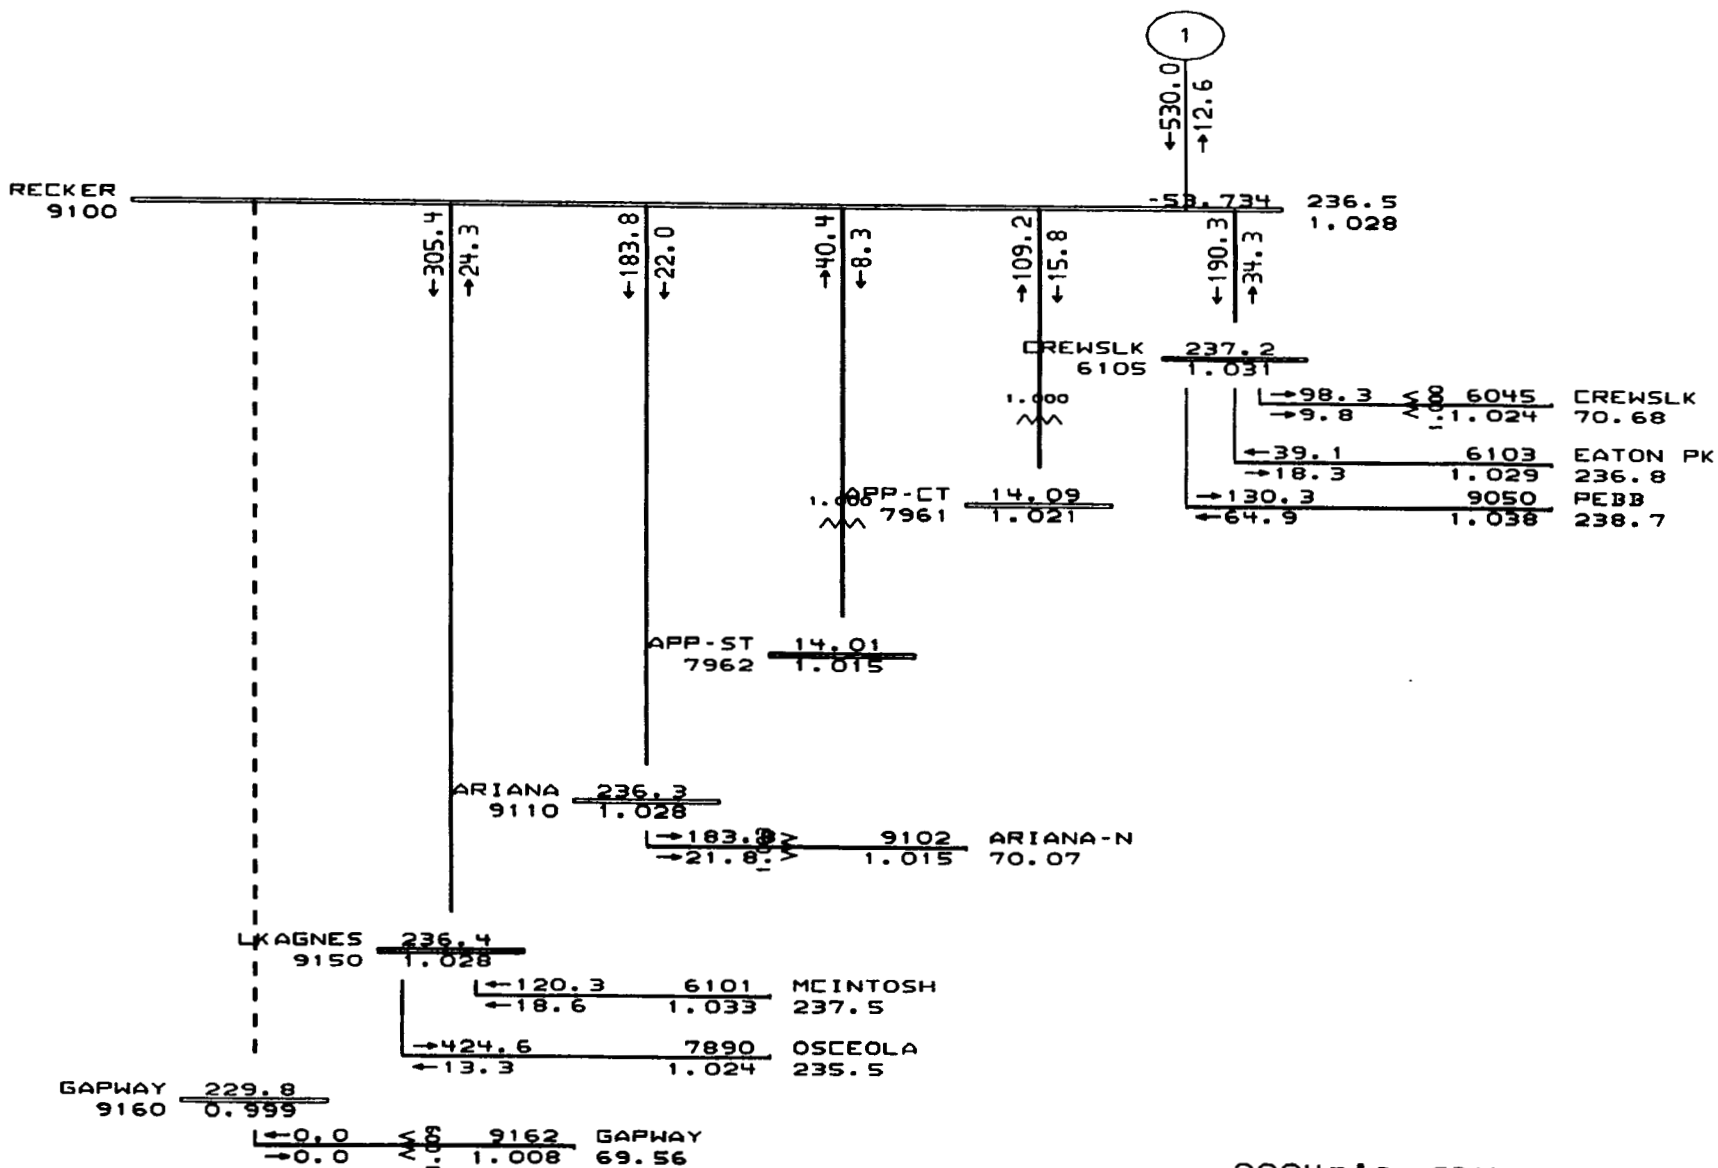 1
←530.0
→12.6
RECKER
9100
-53.734
236.5
1.028
←305.4
→24.3
←183.8
←22.0
→40.4
←8.3
→109.2
←15.8
←190.3
→34.3
CREWSLK 237.2
6105 1.031
→98.3 6045 CREWSLK
→9.8 1.024 70.68
1.000
←39.1 6103 EATON PK
→18.3 1.029 236.8
→130.3 9050 PEBB
←64.9 1.038 238.7
APP-CT 14.09
7961 1.021
1.000
APP-ST 14.01
7962 1.015
ARIANA 236.3
9110 1.028
→183.8 9102 ARIANA-N
→21.8 1.015 70.07
LKAGNES 236.4
9150 1.028
←120.3 6101 MCINTOSH
←18.6 1.033 237.5
→424.6 7890 OSCEOLA
←13.3 1.024 235.5
GAPWAY 229.8
9160 0.999
←0.0 9162 GAPWAY
→0.0 1.008 69.56